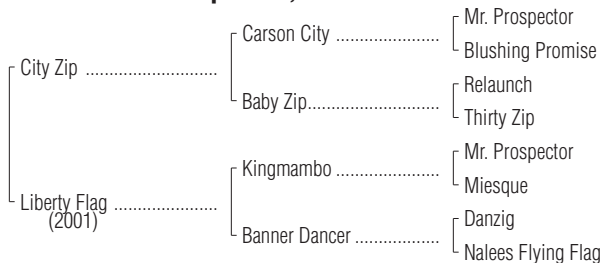 Mr. Prospector
Carson City ....................
Blushing Promise
City Zip .........................
Relaunch
Baby Zip.........................
Thirty Zip
Mr. Prospector
Kingmambo ....................
Miesque
Liberty Flag ....................
(2001)
Danzig
Banner Dancer ................
Nalees Flying Flag